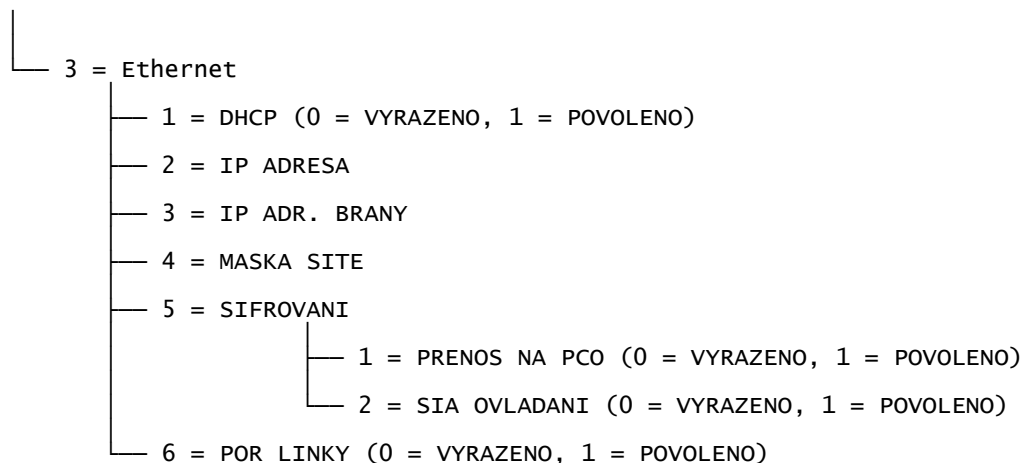 3 = Ethernet
1 = DHCP (0 = VYRAZENO, 1 = POVOLENO)
2 = IP ADRESA
3 = IP ADR. BRANY
4 = MASKA SITE
5 = SIFROVANI
1 = PRENOS NA PCO (0 = VYRAZENO, 1 = POVOLENO)
2 = SIA OVLADANI (0 = VYRAZENO, 1 = POVOLENO)
6 = POR LINKY (0 = VYRAZENO, 1 = POVOLENO)